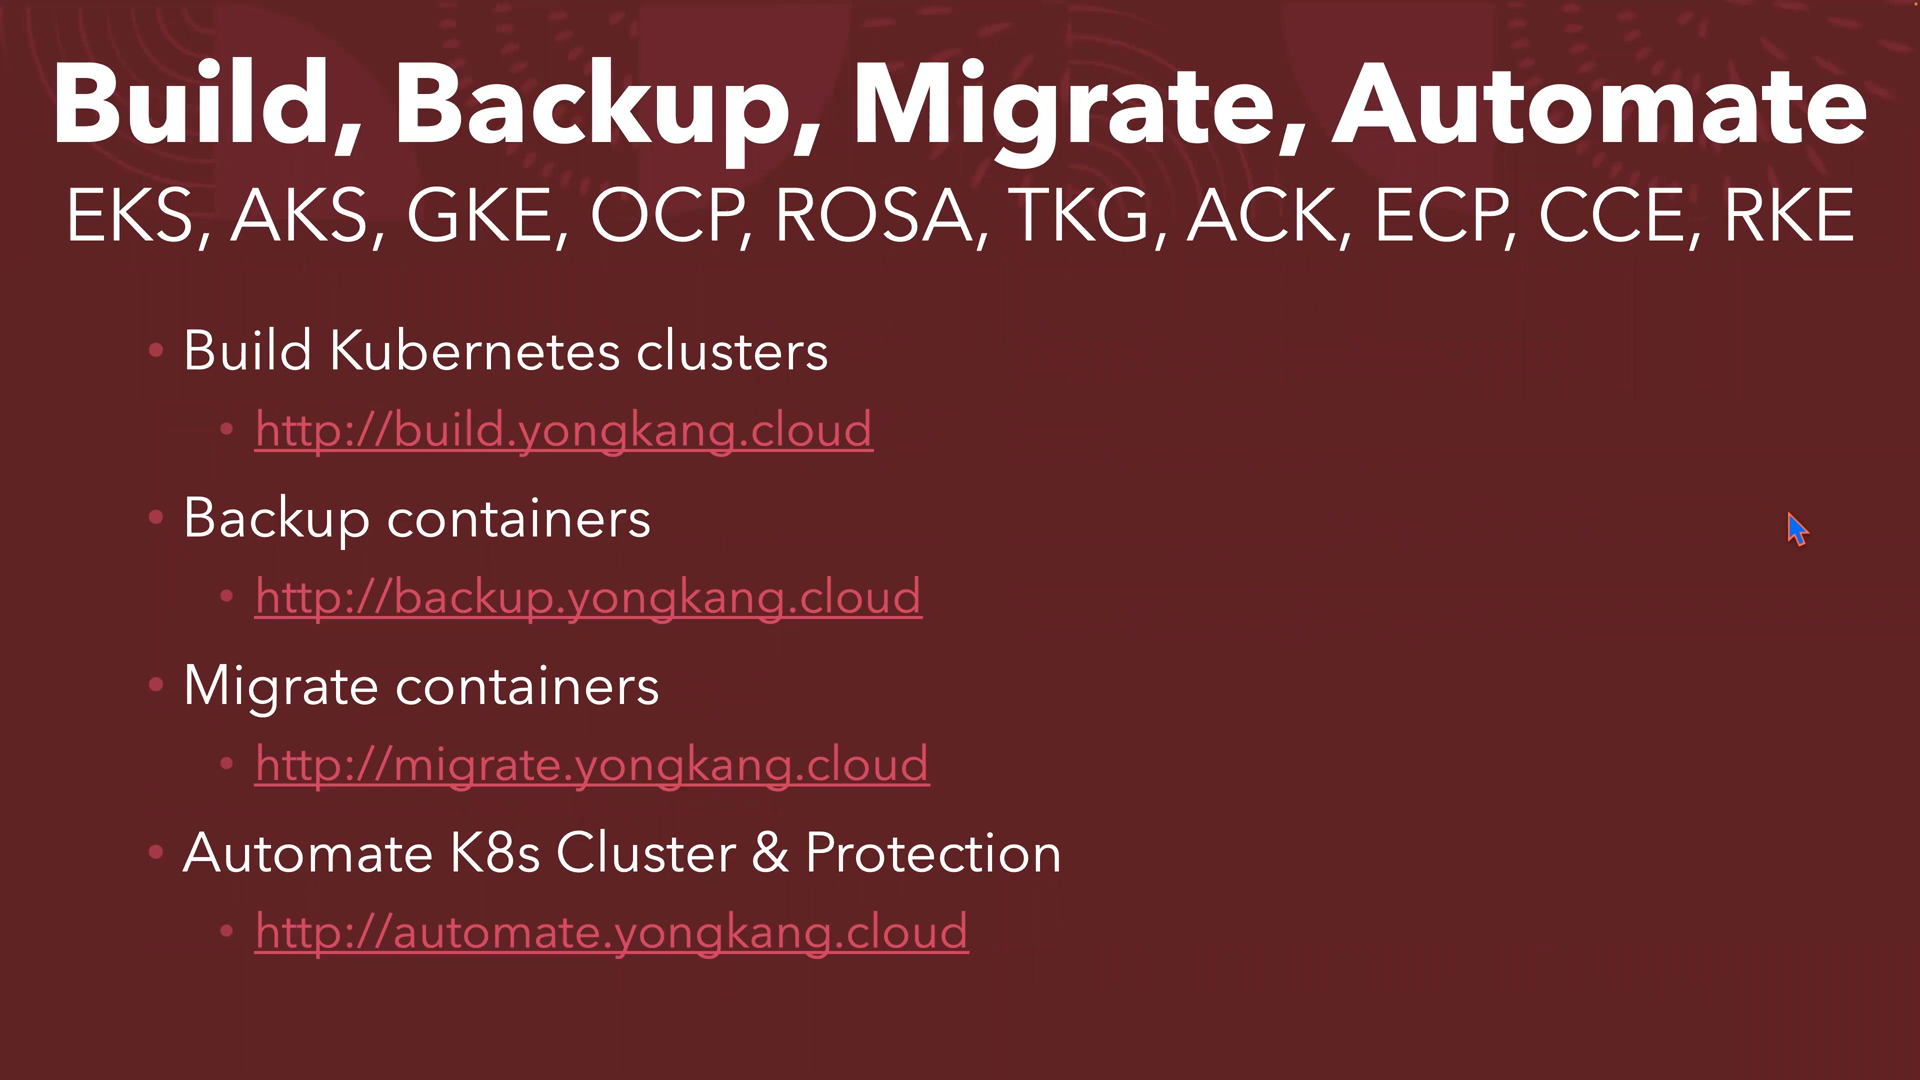 Build, Backup, Migrate, Automate
EKS, AKS, GKE, OCP, ROSA, TKG, ACK, ECP, CCE, RKE
• Build Kubernetes clusters
• http://build.yongkang.cloud
• Backup containers
• http://backup.yongkang.cloud
• Migrate containers
• http://migrate.yongkang.cloud
• Automate K8s Cluster & Protection
• http://automate.yongkang.cloud